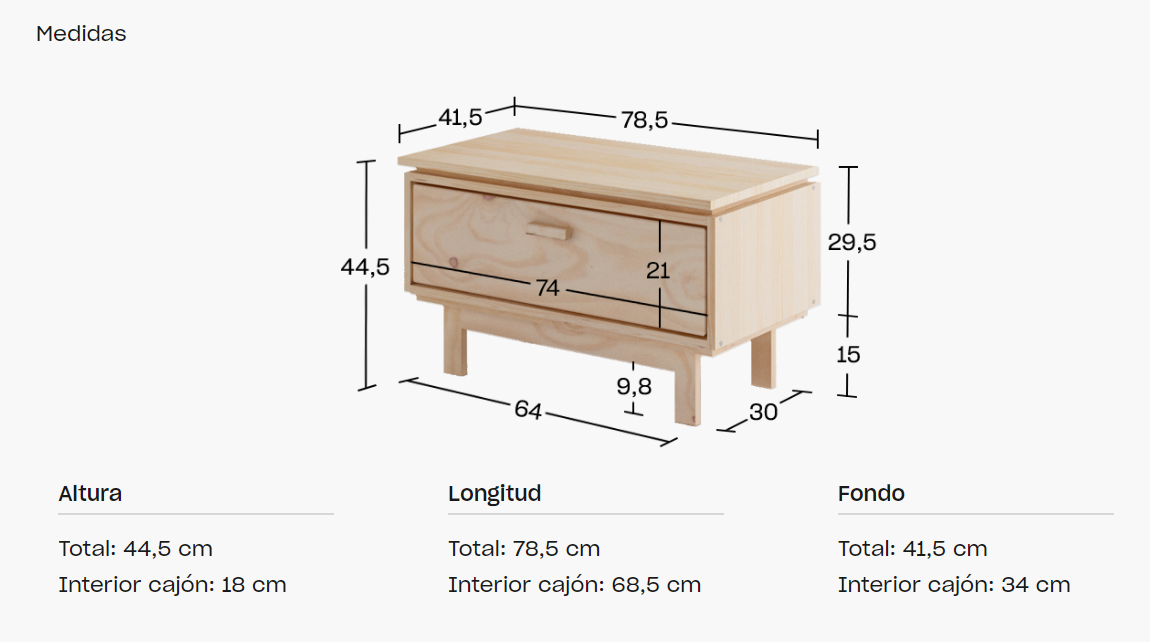 Medidas
41,5
78,5
29,5
44,5
21
74
15
9,8
64
30
Altura
Total: 44,5 cm
Interior cajón: 18 cm
Longitud
Total: 78,5 cm
Interior cajón: 68,5 cm
Fondo
Total: 41,5 cm
Interior cajón: 34 cm